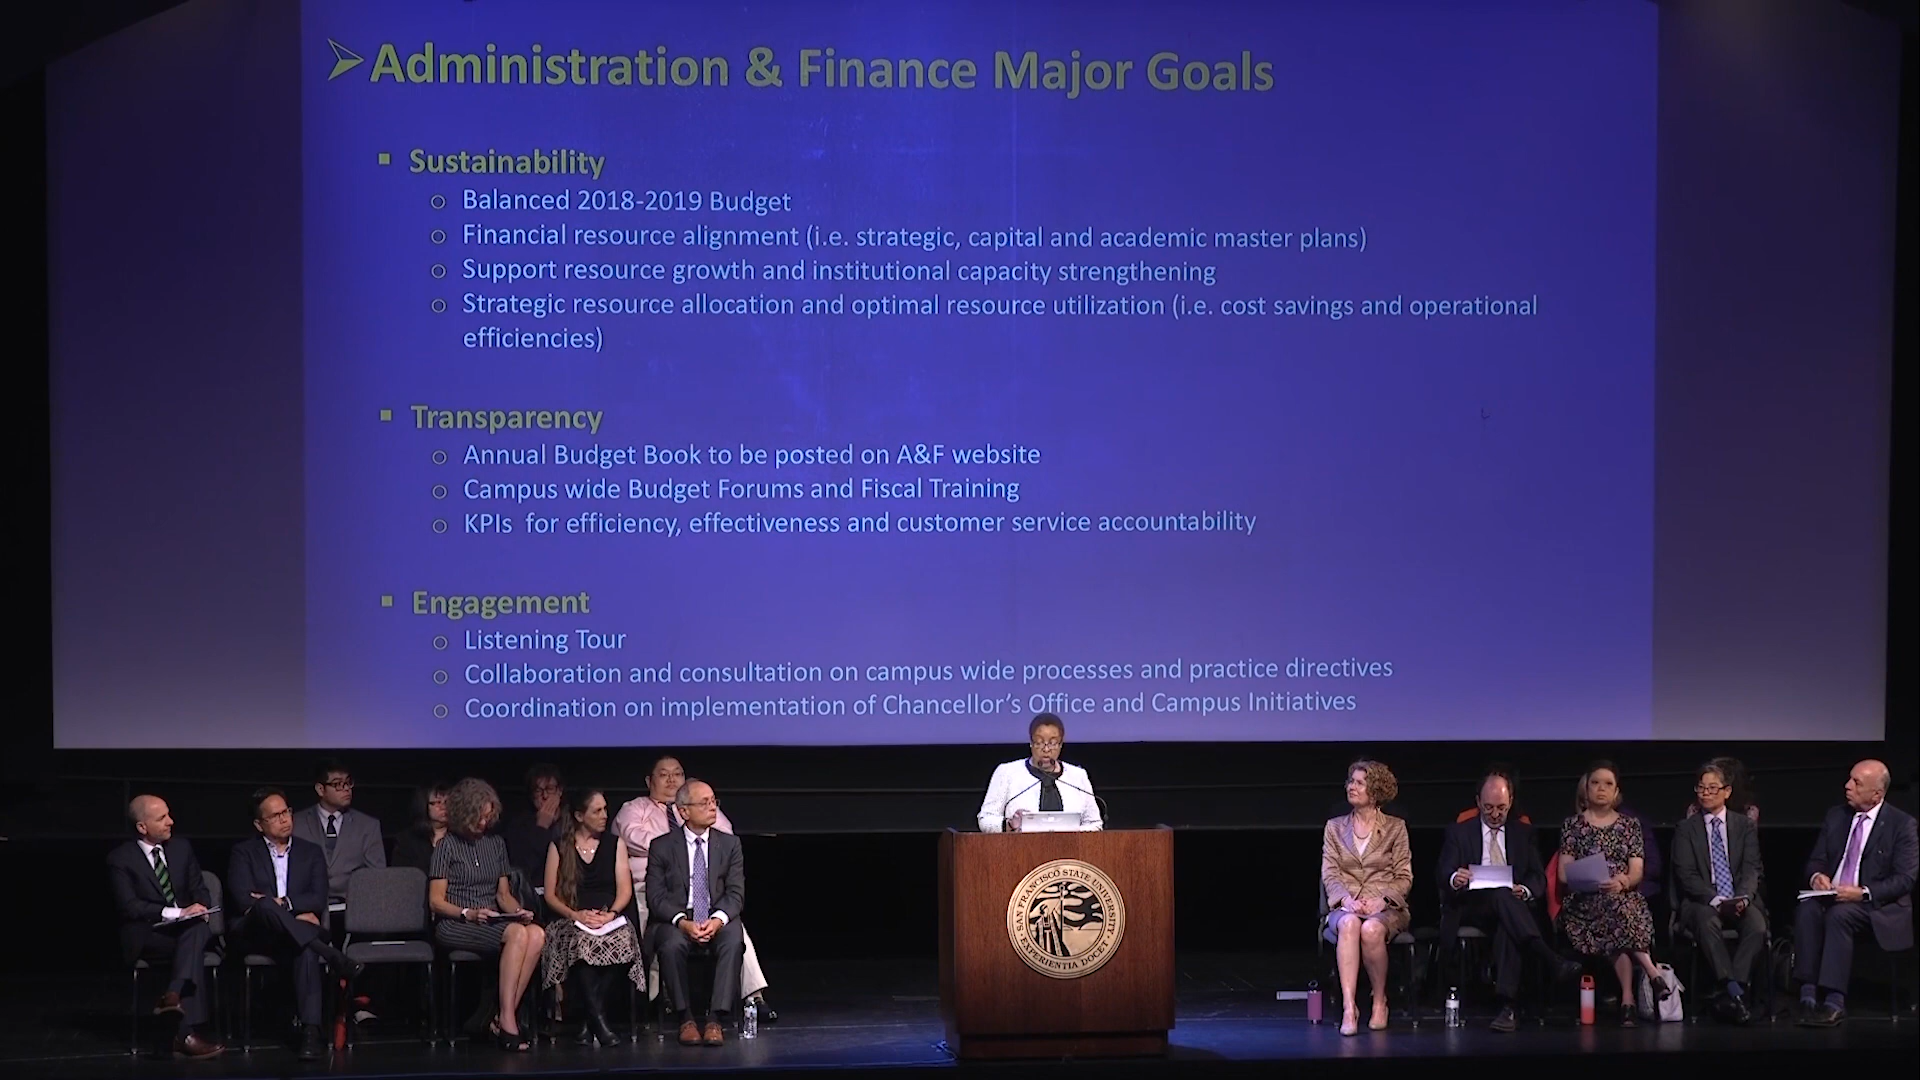 Administration & Finance Major Goals
Sustainability
Balanced 2018-2019 Budget
Financial resource alignment (i.e. strategic, capital and academic master plans)
Support resource growth and institutional capacity strengthening
Strategic resource allocation and optimal resource utilization (i.e. cost savings and operational
efficiencies)
Transparency
Annual Budget Book to be posted on A&F website
Campus wide Budget Forums and Fiscal Training
KPIs for efficiency, effectiveness and customer service accountability
Engagement
Listening Tour
Collaboration and consultation on campus wide processes and practice directives
Coordination on implementation of Chancellor’s Office and Campus Initiatives
SAN FRANCISCO STATE UNIVERSITY
EXPERIENTIA DOCET